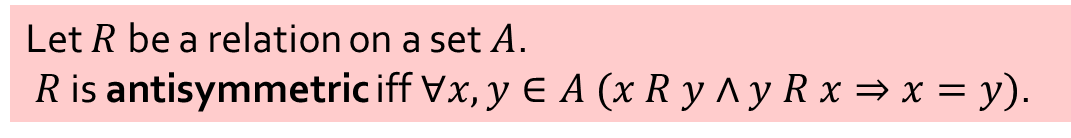 Let R be a relation on a set A.
R is antisymmetric iff ∀x, y ∈ A (x R y ∧ y R x ⇒ x = y).